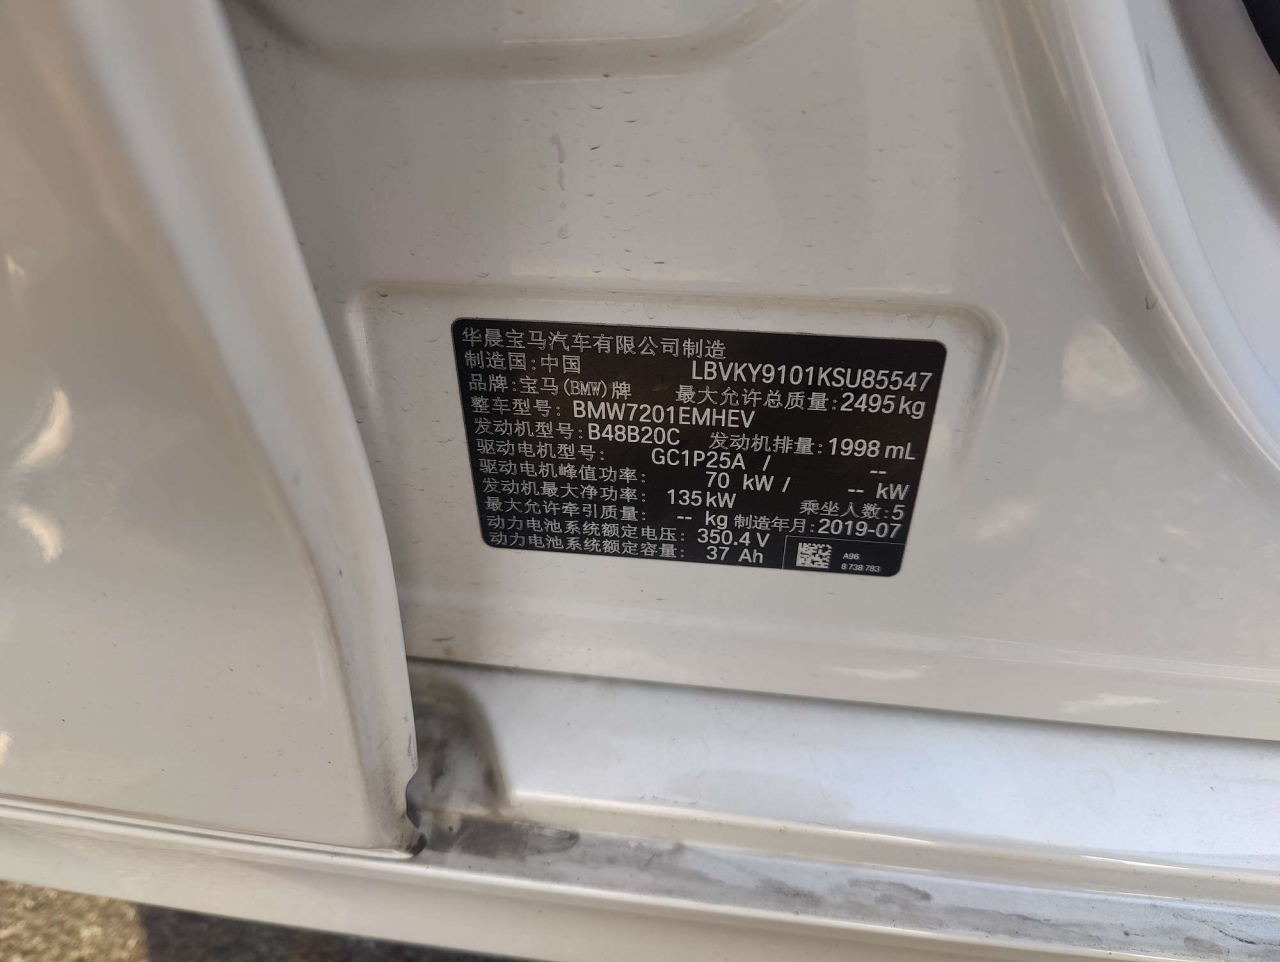 华晨宝马汽车有限公司制造
制造国:中国 LBVKY9101KSU85547
品牌:宝马(BMW)牌 最大允许总质量:2495kg
整车型号: BMW7201EMHEV
发动机型号:B48B20C 发动机排量:1998 mL
驱动电机型号: GC1P25A / --
驱动电机峰值功率: 70 kW / -- kW
发动机最大净功率: 135kW 乘坐人数:5
最大允许牵引质量: -- kg 制造年月:2019-07
动力电池系统额定电压:350.4 V
动力电池系统额定容量: 37 Ah
A96
8 738 783